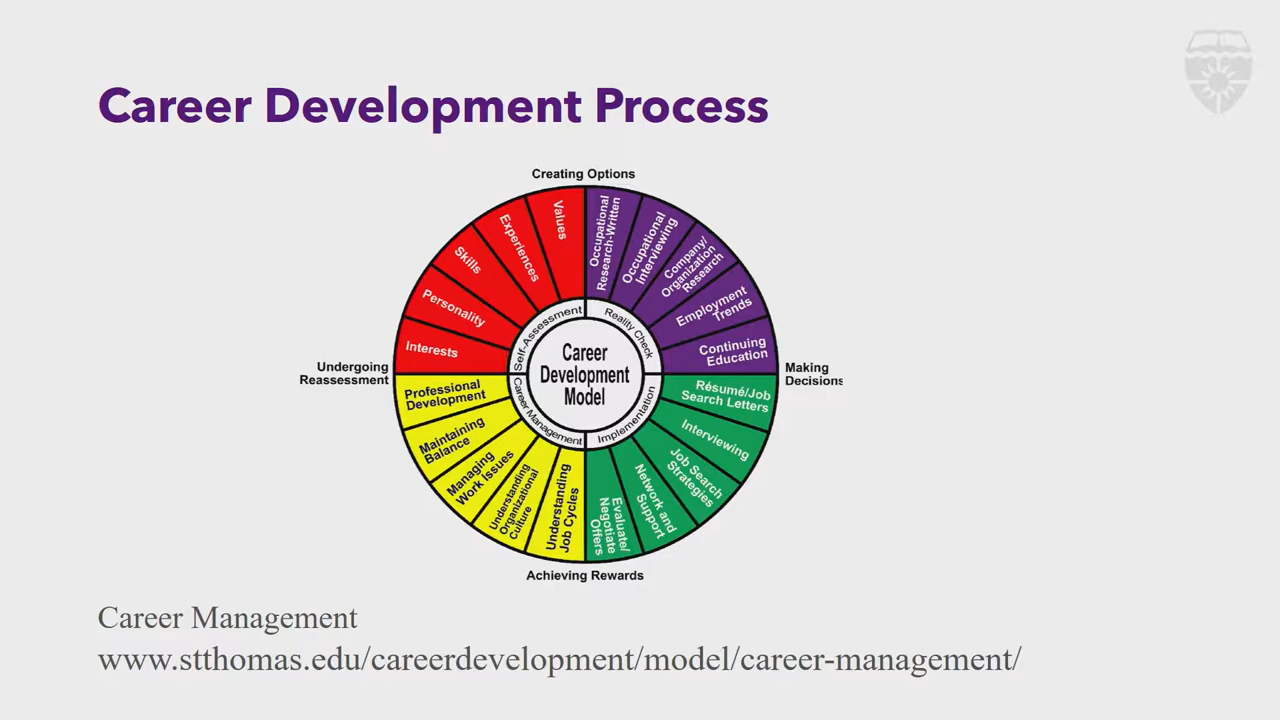 Career Development Process
Creating Options
Values
Experiences
Skills
Personality
Interests
Occupational
Research-Written
Occupational
Interviewing
Company/
Organization
Research
Employment
Trends
Continuing
Education
Self-Assessment
Reality Check
Career
Development
Model
Career Management
Implementation
Undergoing
Reassessment
Making
Decisions
Professional
Development
Maintaining
Balance
Managing
Work Issues
Understanding
Organizational
Culture
Understanding
Job Cycles
Résumé/Job
Search Letters
Interviewing
Job Search
Strategies
Network and
Support
Evaluate/
Negotiate
Offers
Achieving Rewards
Career Management
www.stthomas.edu/careerdevelopment/model/career-management/